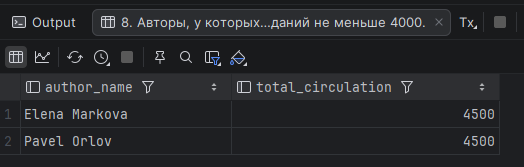 Output
8. Авторы, у которых...даний не меньше 4000.
Tx
author_name
total_circulation
1 Elena Markova 4500
2 Pavel Orlov 4500